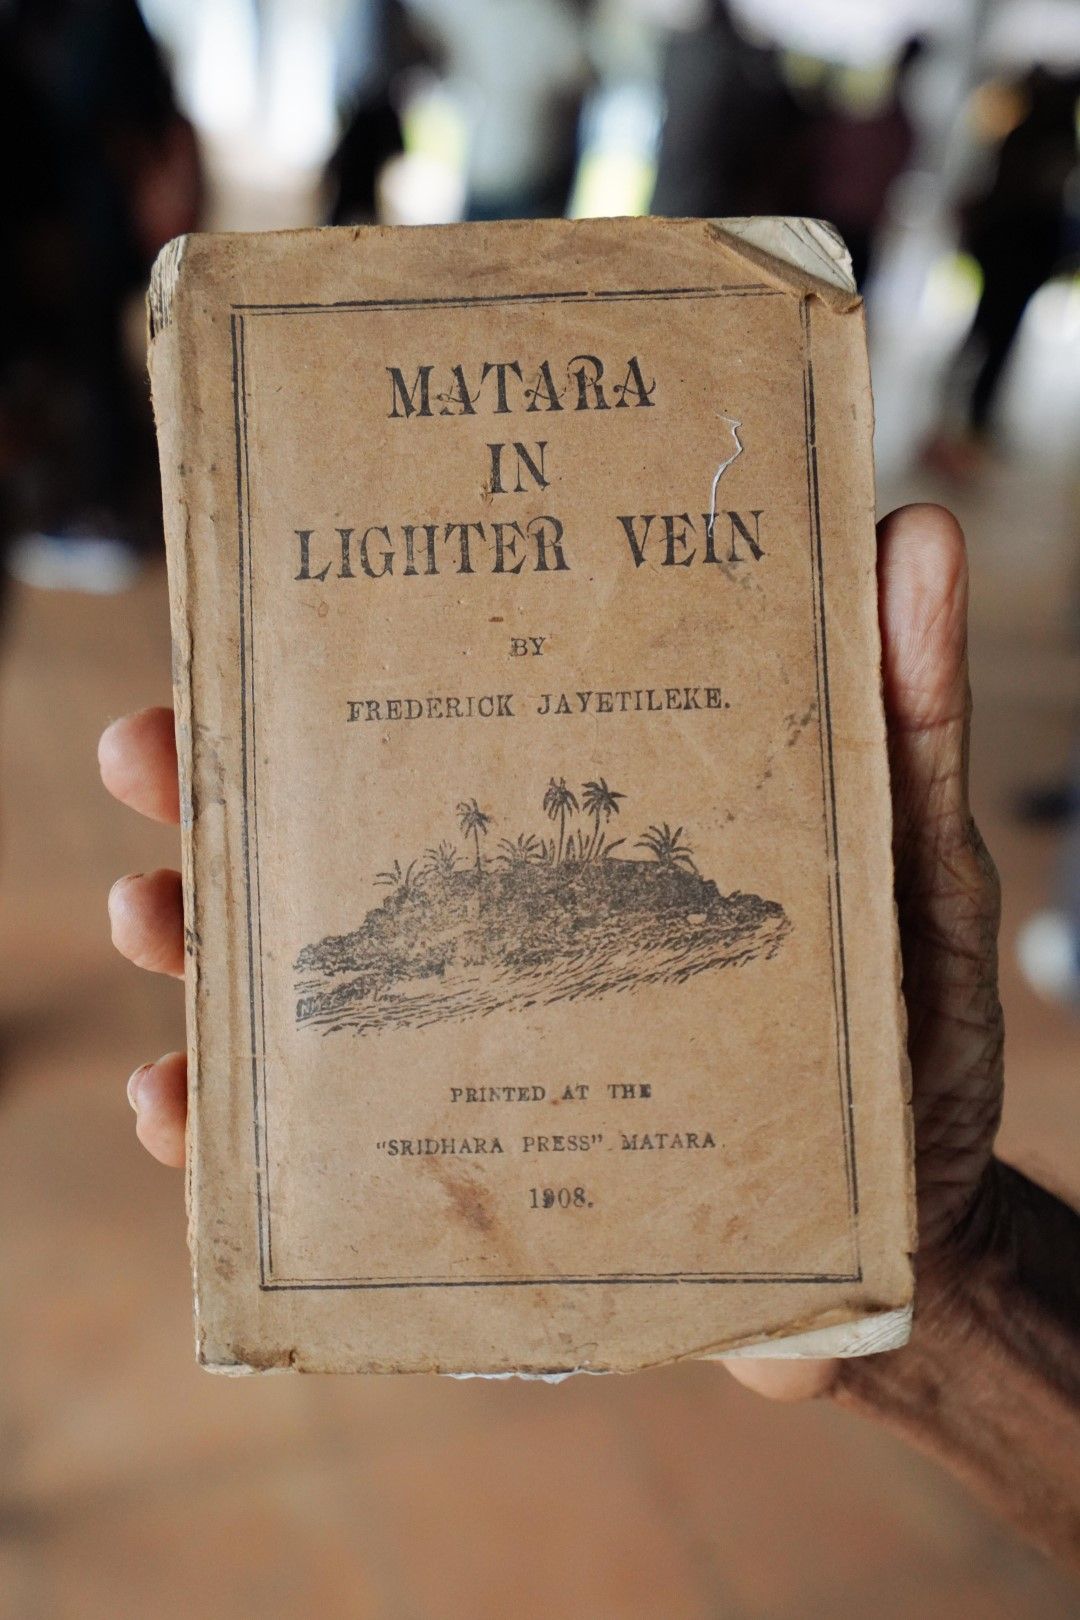 MATARA
IN
LIGHTER VEIN
BY
FREDERICK JAYETILEKE.
PRINTED AT THE
"SRIDHARA PRESS" MATARA.
1908.